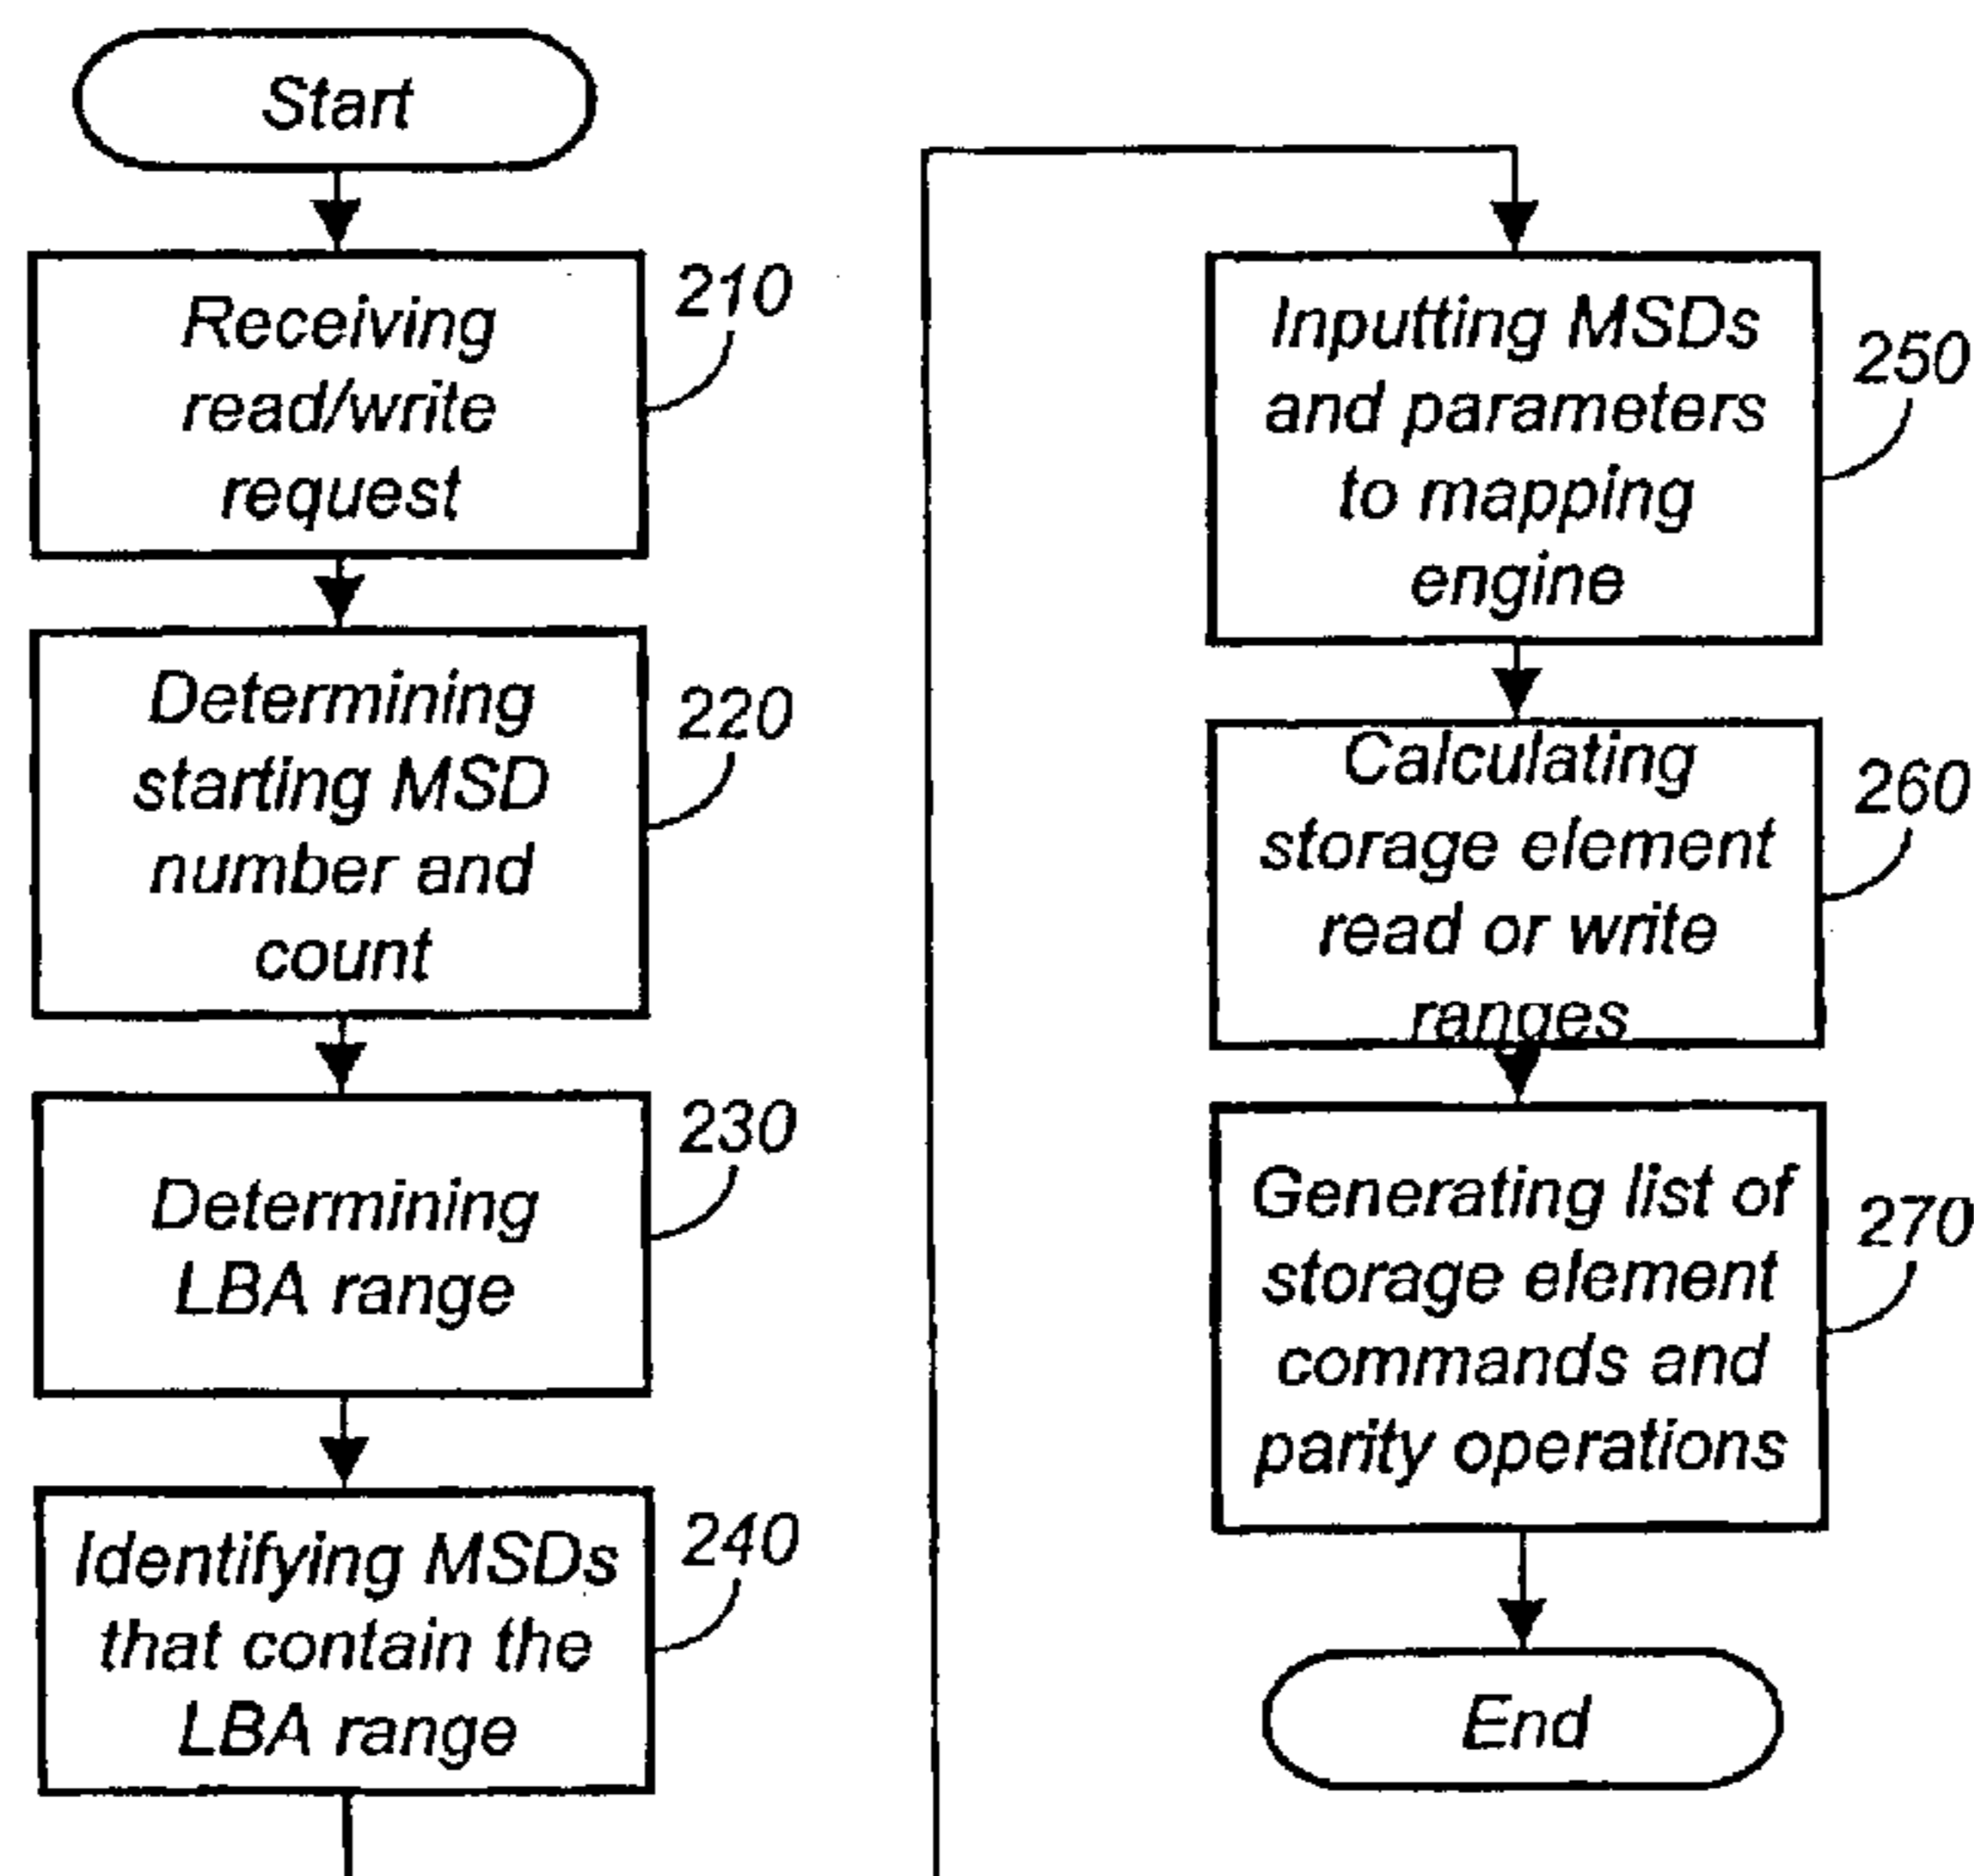 Start
Receiving
read/write
request
210
Determining
starting MSD
number and
count
220
Determining
LBA range
230
Identifying MSDs
that contain the
LBA range
240
Inputting MSDs
and parameters
to mapping
engine
250
Calculating
storage element
read or write
ranges
260
Generating list of
storage element
commands and
parity operations
270
End